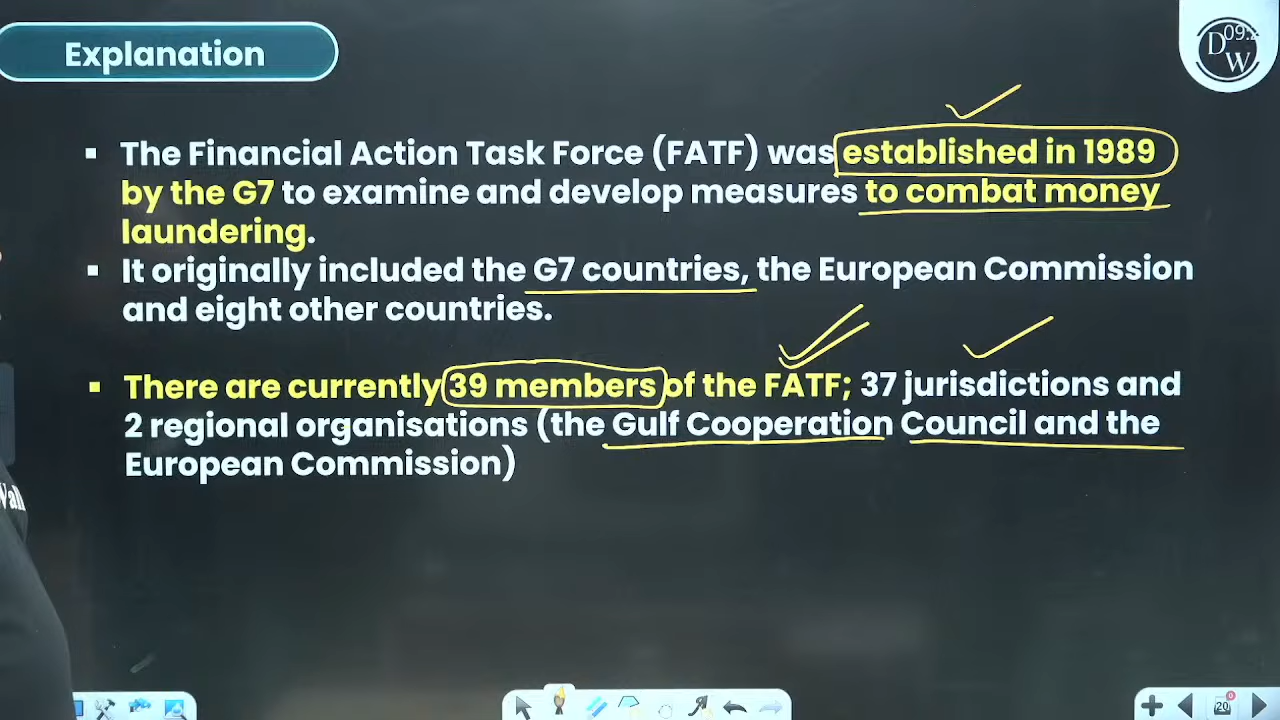 Explanation
The Financial Action Task Force (FATF) was established in 1989
by the G7 to examine and develop measures to combat money
laundering.
It originally included the G7 countries, the European Commission
and eight other countries.
There are currently 39 members of the FATF; 37 jurisdictions and
2 regional organisations (the Gulf Cooperation Council and the
European Commission)
D
W
20
0